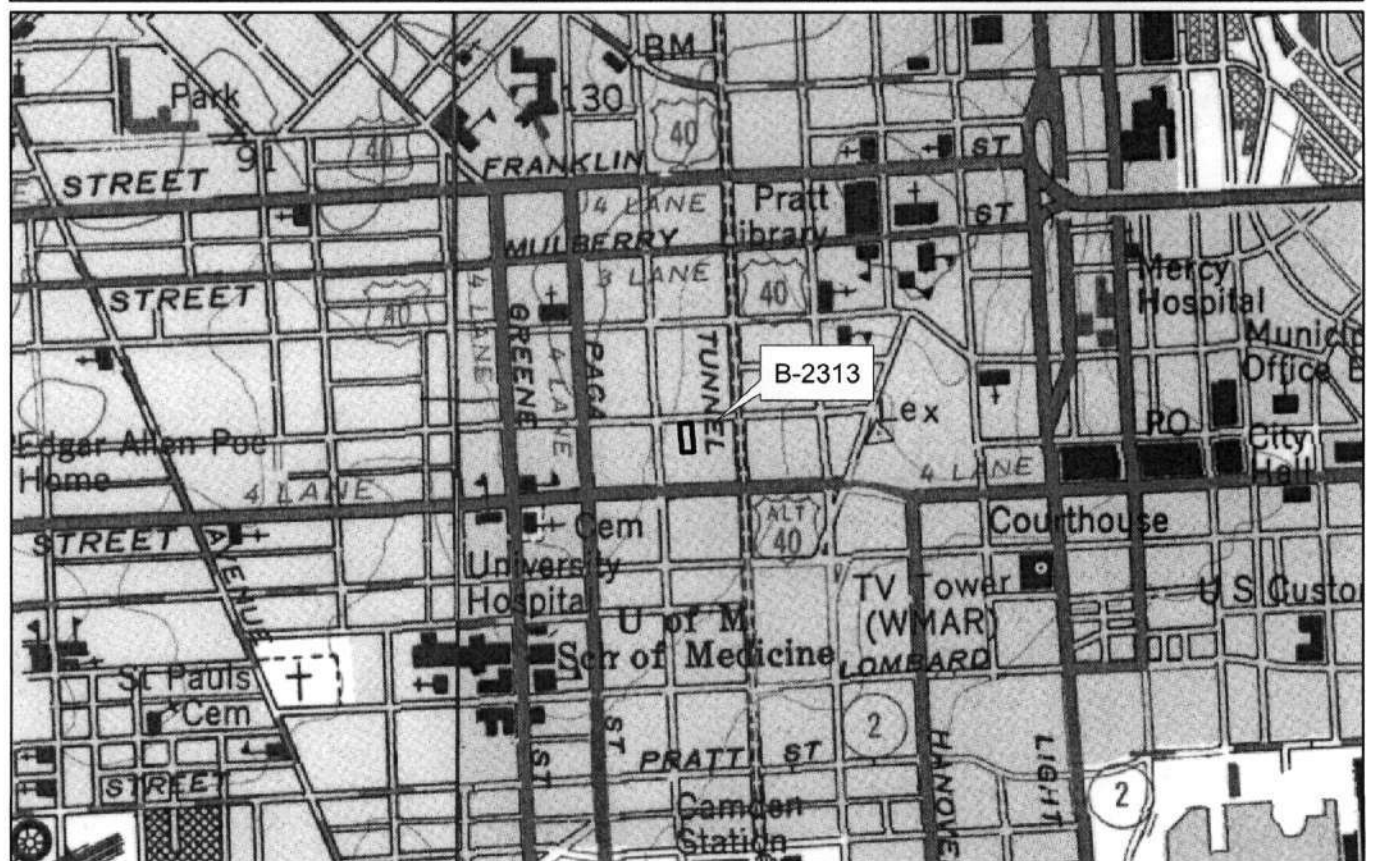 BM
Park
130
40
40
91
FRANKLIN
ST
STREET
4 LANE
Pratt
Library
ST
MULBERRY
3 LANE
Mercy
Hospital
STREET
40
40
4 LANE
GREENE
4 LANE
PACA
TUNNEL
B-2313
Lex
PO
City
Hall
Edgar Allen Poe
Home
4 LANE
4 LANE
STREET
AVENUE
Cem
ALT
40
Courthouse
University
Hospital
TV Tower
(WMAR)
U S Custo
U of M
Sch of Medicine
LOMBARD
St Pauls
Cem
2
ST
ST
PRATT ST
HANOVE
LIGHT
STREET
2
Camden
Station